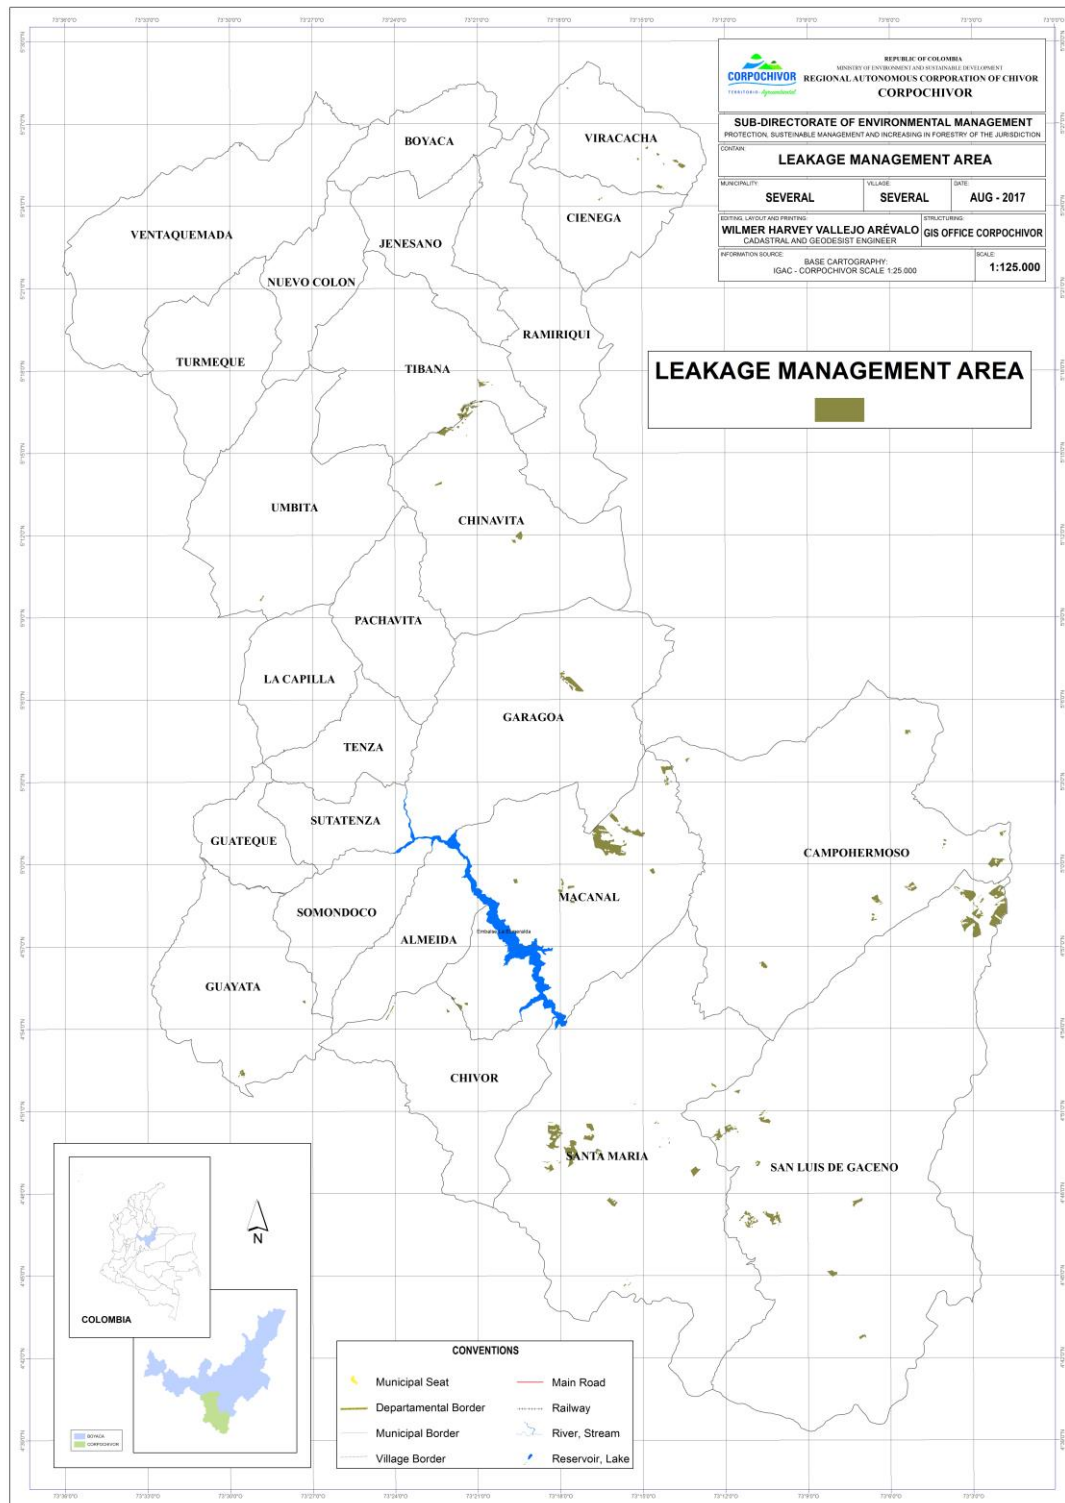 REPUBLIC OF COLOMBIA
MINISTRY OF ENVIRONMENT AND SUSTAINABLE DEVELOPMENT
REGIONAL AUTONOMOUS CORPORATION OF CHIVOR
CORPOCHIVOR
CORPOCHIVOR
SUB-DIRECTORATE OF ENVIRONMENTAL MANAGEMENT
PROTECTION, SUSTEINABLE MANAGEMENT AND INCREASING IN FORESTRY OF THE JURISDICTION
CONTAIN:
LEAKAGE MANAGEMENT AREA
MUNICIPALITY:
SEVERAL
VILLAGE:
SEVERAL
DATE:
AUG - 2017
EDITING, LAYOUT AND PRINTING:
WILMER HARVEY VALLEJO ARÉVALO
CADASTRAL AND GEODESIST ENGINEER
STRUCTURING:
GIS OFFICE CORPOCHIVOR
INFORMATION SOURCE:
BASE CARTOGRAPHY:
IGAC - CORPOCHIVOR SCALE 1:25.000
SCALE:
1:125.000
LEAKAGE MANAGEMENT AREA
BOYACA
VIRACACHA
CIENEGA
VENTAQUEMADA
JENESANO
NUEVO COLON
RAMIRIQUI
TURMEQUE
TIBANA
UMBITA
CHINAVITA
PACHAVITA
LA CAPILLA
GARAGOA
TENZA
SUTATENZA
GUATEQUE
CAMPOHERMOSO
MACANAL
SOMONDOCO
ALMEIDA
GUAYATA
CHIVOR
SANTA MARIA
SAN LUIS DE GACENO
N
COLOMBIA
BOYACA
CORPOCHIVOR
CONVENTIONS
Municipal Seat
Departamental Border
Municipal Border
Village Border
Main Road
Railway
River, Stream
Reservoir, Lake